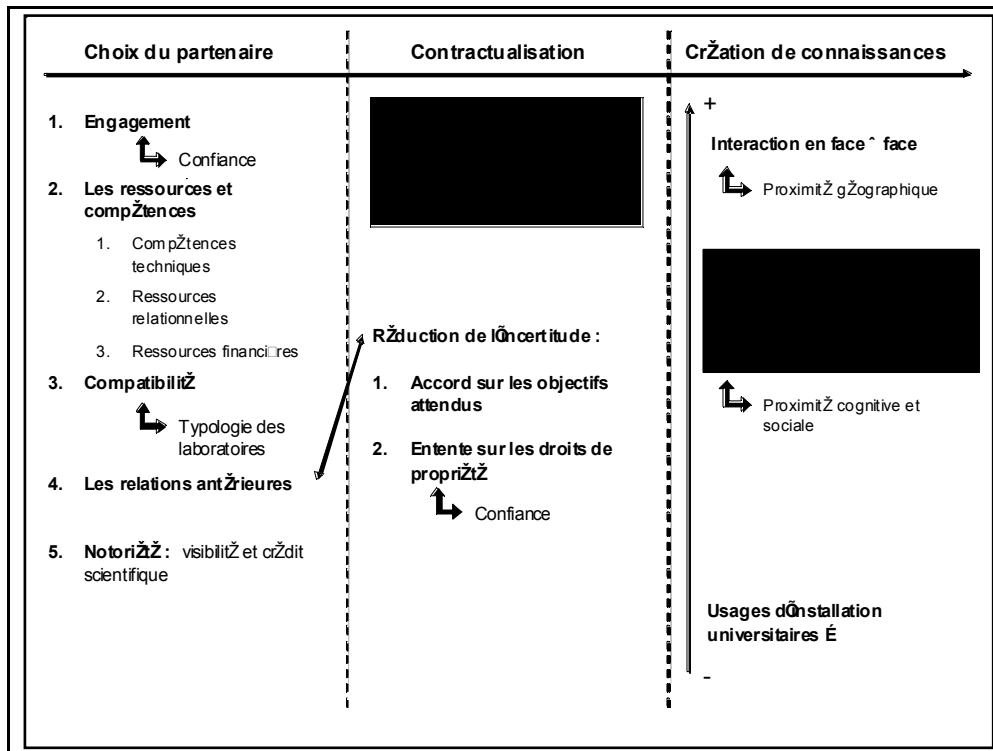 Choix du partenaire
Contractualisation
CrŽation de connaissances
1. Engagement
Confiance
2. Les ressources et
compŽtences
1. CompŽtences
techniques
2. Ressources
relationnelles
3. Ressources financi□res
3. CompatibilitŽ
Typologie des
laboratoires
4. Les relations antŽrieures
5. NotoriŽtŽ : visibilitŽ et crŽdit
scientifique
RŽduction de lÕincertitude :
1. Accord sur les objectifs
attendus
2. Entente sur les droits de
propriŽtŽ
Confiance
+
Interaction en face ˆ face
ProximitŽ gŽographique
ProximitŽ cognitive et
sociale
Usages dÕinstallation
universitaires É
-